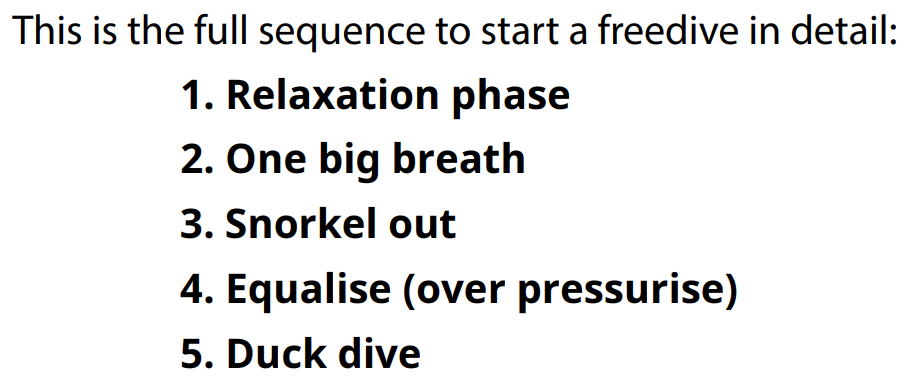 This is the full sequence to start a freedive in detail:
1. Relaxation phase
2. One big breath
3. Snorkel out
4. Equalise (over pressurise)
5. Duck dive